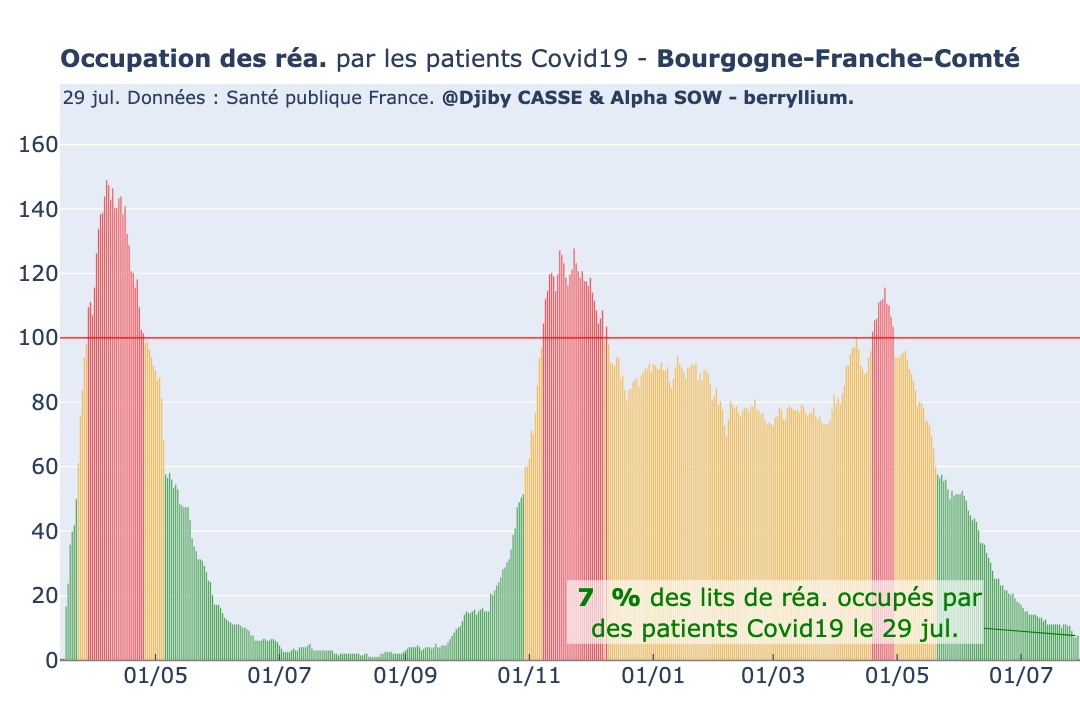 Occupation des réa. par les patients Covid19 - Bourgogne-Franche-Comté
29 jul. Données : Santé publique France. @Djiby CASSE & Alpha SOW - berryllium.
160
140
120
100
80
60
40
20
0
7 % des lits de réa. occupés par
des patients Covid19 le 29 jul.
01/05 01/07 01/09 01/11 01/01 01/03 01/05 01/07